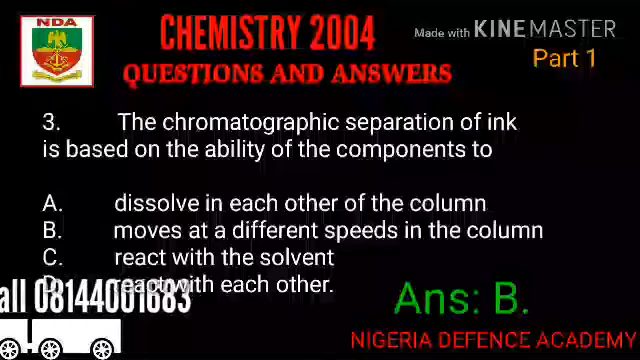 NDA
CHEMISTRY 2004
Made with KINEMASTER
QUESTIONS AND ANSWERS
Part 1
3. The chromatographic separation of ink
is based on the ability of the components to
A. dissolve in each other of the column
B. moves at a different speeds in the column
C. react with the solvent
D. react with each other.
all 08144001683
Ans: B.
NIGERIA DEFENCE ACADEMY